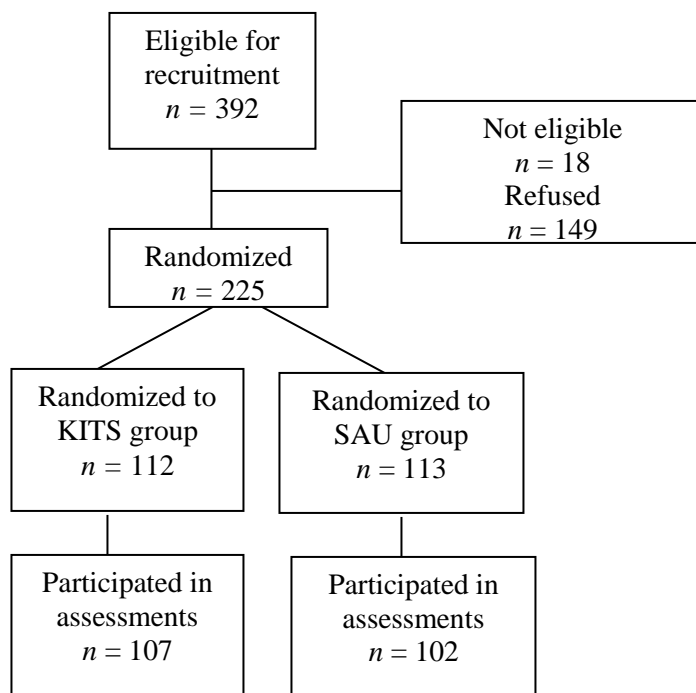 Eligible for
recruitment
n = 392
Not eligible
n = 18
Refused
n = 149
Randomized
n = 225
Randomized to
KITS group
n = 112
Randomized to
SAU group
n = 113
Participated in
assessments
n = 107
Participated in
assessments
n = 102